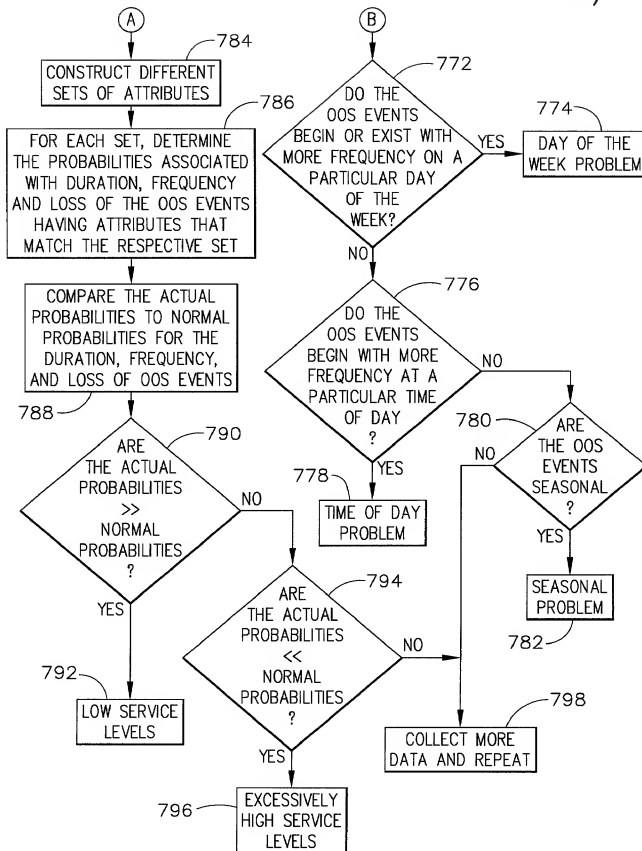 A
784
CONSTRUCT DIFFERENT
SETS OF ATTRIBUTES
786
FOR EACH SET, DETERMINE
THE PROBABILITIES ASSOCIATED
WITH DURATION, FREQUENCY
AND LOSS OF THE OOS EVENTS
HAVING ATTRIBUTES THAT
MATCH THE RESPECTIVE SET
COMPARE THE ACTUAL
PROBABILITIES TO NORMAL
PROBABILITIES FOR THE
DURATION, FREQUENCY,
AND LOSS OF OOS EVENTS
788
790
ARE
THE ACTUAL
PROBABILITIES
>>
NORMAL
PROBABILITIES
?
NO
YES
792
LOW SERVICE
LEVELS
794
ARE
THE ACTUAL
PROBABILITIES
<<
NORMAL
PROBABILITIES
?
NO
YES
796
EXCESSIVELY
HIGH SERVICE
LEVELS
B
772
DO THE
OOS EVENTS
BEGIN OR EXIST WITH
MORE FREQUENCY ON A
PARTICULAR DAY
OF THE
WEEK?
YES
774
DAY OF THE
WEEK PROBLEM
NO
776
DO THE
OOS EVENTS
BEGIN WITH MORE
FREQUENCY AT A
PARTICULAR TIME
OF DAY
?
NO
YES
778
TIME OF DAY
PROBLEM
780
ARE
THE OOS
EVENTS
SEASONAL
?
NO
YES
SEASONAL
PROBLEM
782
798
COLLECT MORE
DATA AND REPEAT